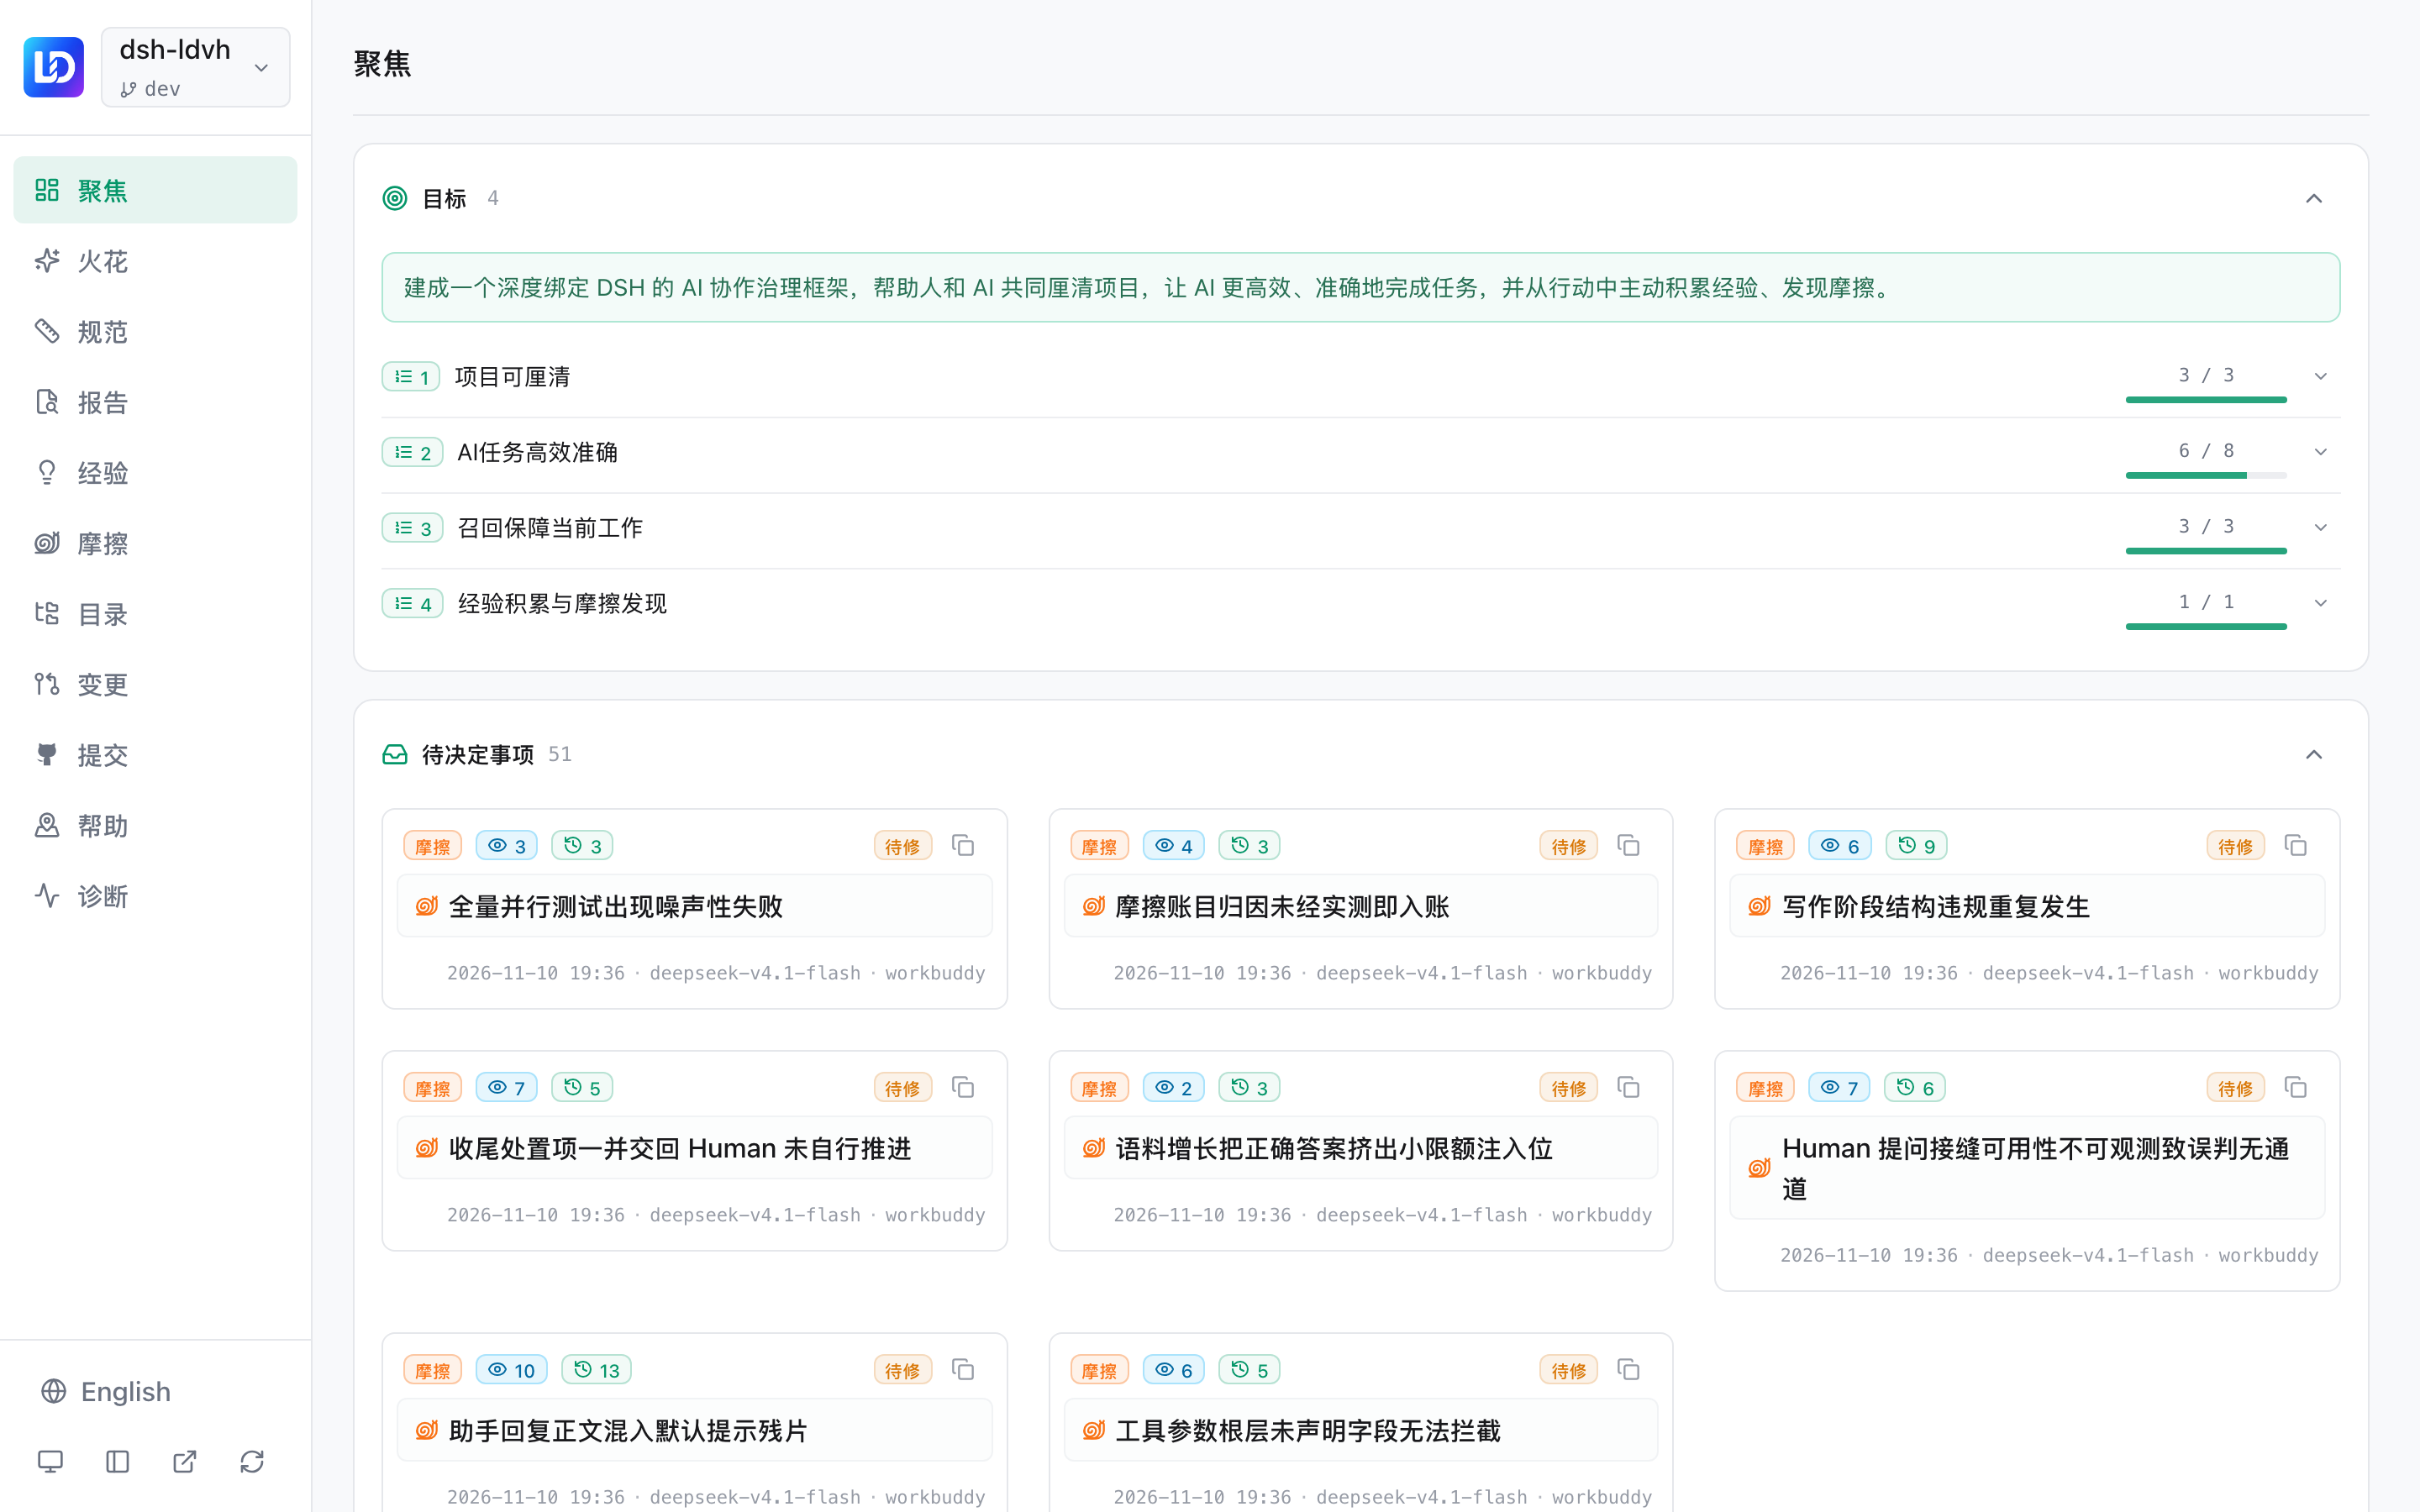 dsh-ldvh
dev
聚焦
火花
规范
报告
经验
摩擦
目录
变更
提交
帮助
诊断
English
聚焦
目标 4
建成一个深度绑定 DSH 的 AI 协作治理框架，帮助人和 AI 共同厘清项目，让 AI 更高效、准确地完成任务，并从行动中主动积累经验、发现摩擦。
1 项目可厘清 3 / 3
2 AI任务高效准确 6 / 8
3 召回保障当前工作 3 / 3
4 经验积累与摩擦发现 1 / 1
待决定事项 51
摩擦 3 3 待修
全量并行测试出现噪声性失败
2026-11-10 19:36 · deepseek-v4.1-flash · workbuddy
摩擦 4 3 待修
摩擦账目归因未经实测即入账
2026-11-10 19:36 · deepseek-v4.1-flash · workbuddy
摩擦 6 9 待修
写作阶段结构违规重复发生
2026-11-10 19:36 · deepseek-v4.1-flash · workbuddy
摩擦 7 5 待修
收尾处置项一并交回 Human 未自行推进
2026-11-10 19:36 · deepseek-v4.1-flash · workbuddy
摩擦 2 3 待修
语料增长把正确答案挤出小限额注入位
2026-11-10 19:36 · deepseek-v4.1-flash · workbuddy
摩擦 7 6 待修
Human 提问接缝可用性不可观测致误判无通
道
2026-11-10 19:36 · deepseek-v4.1-flash · workbuddy
摩擦 10 13 待修
助手回复正文混入默认提示残片
2026-11-10 19:36 · deepseek-v4.1-flash · workbuddy
摩擦 6 5 待修
工具参数根层未声明字段无法拦截
2026-11-10 19:36 · deepseek-v4.1-flash · workbuddy